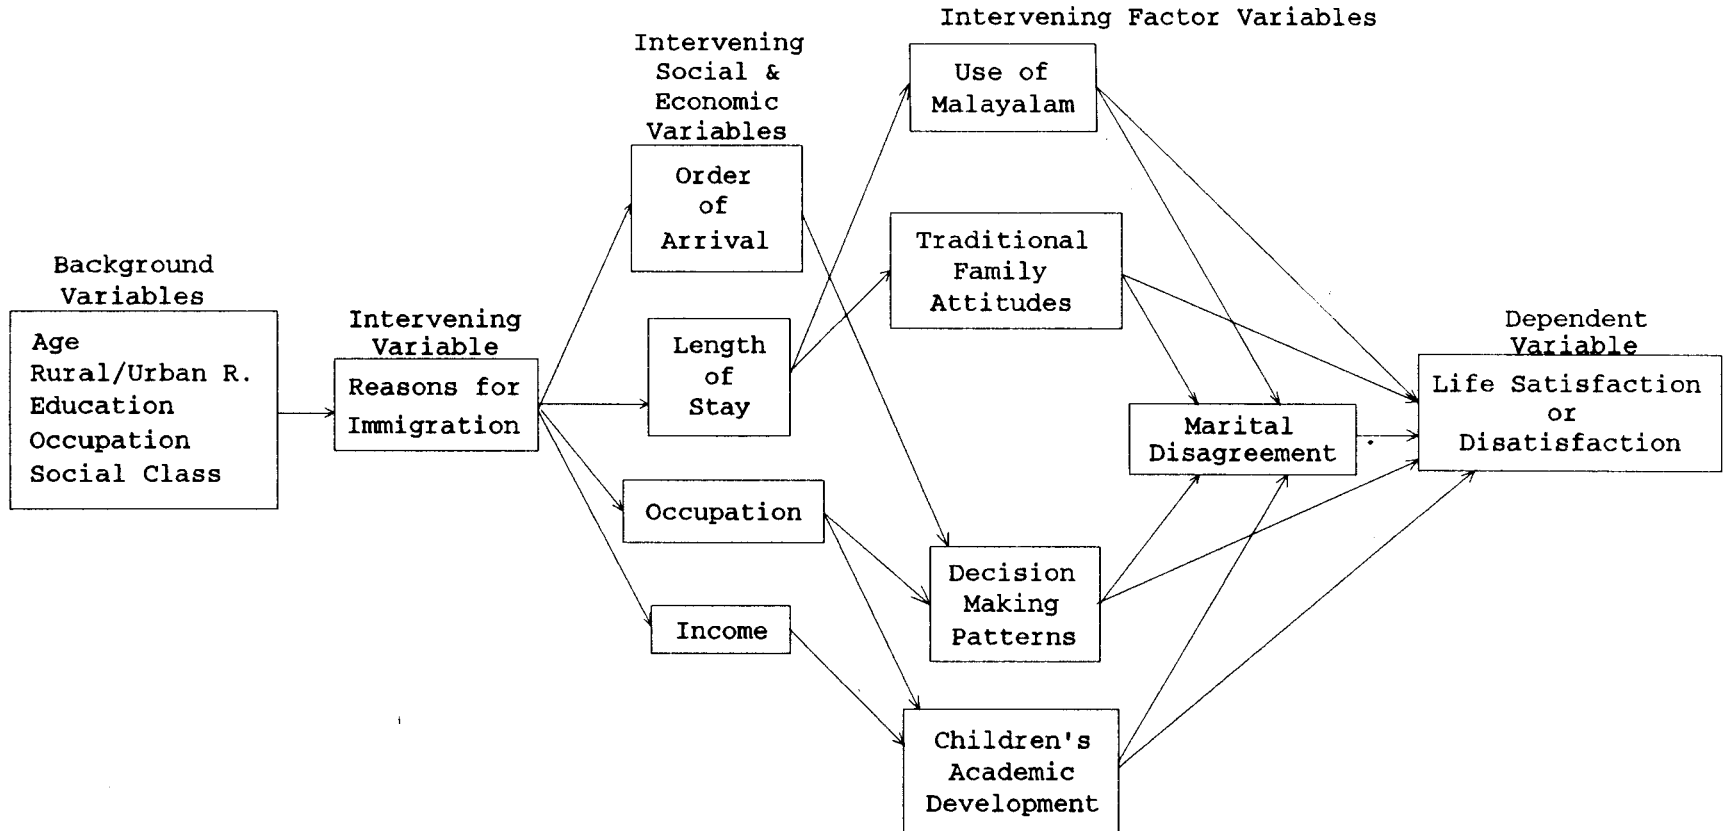 Intervening Factor Variables
Intervening
Social &
Economic
Variables
Use of
Malayalam
Order
of
Arrival
Traditional
Family
Attitudes
Background
Variables
Age
Rural/Urban R.
Education
Occupation
Social Class
Intervening
Variable
Reasons for
Immigration
Length
of
Stay
Dependent
Variable
Life Satisfaction
or
Disatisfaction
Marital
Disagreement
Occupation
Decision
Making
Patterns
Income
Children's
Academic
Development